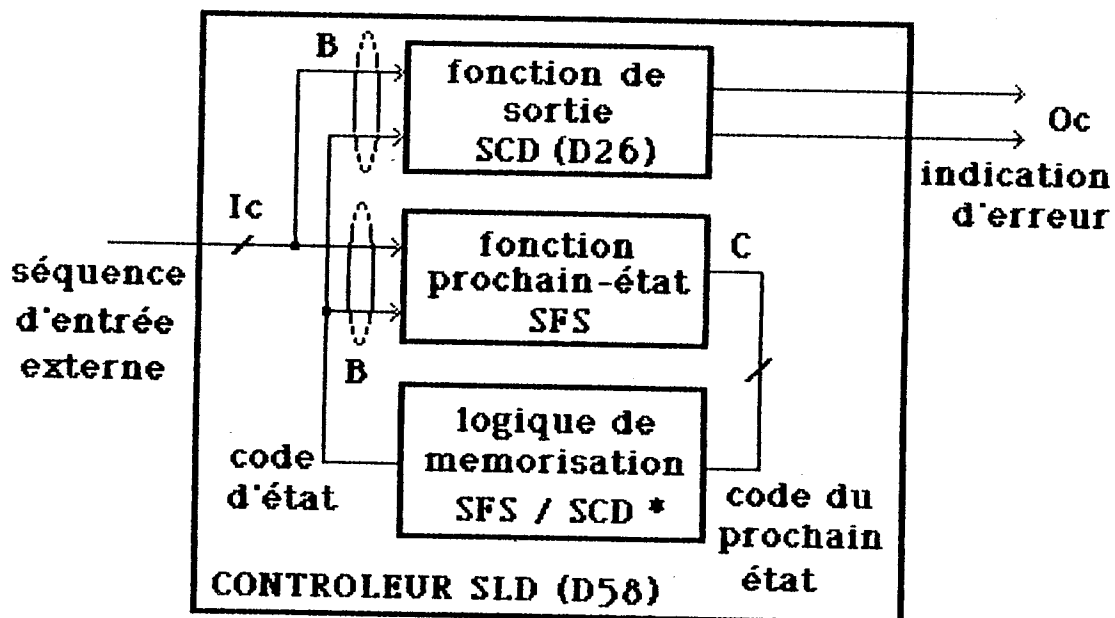 B
fonction de
sortie
SCD (D26)
Oc
indication
d'erreur
Ic
séquence
d'entrée
externe
fonction
prochain-état
SFS
C
B
logique de
memorisation
SFS / SCD *
code
d'état
code du
prochain
état
CONTROLEUR SLD (D58)